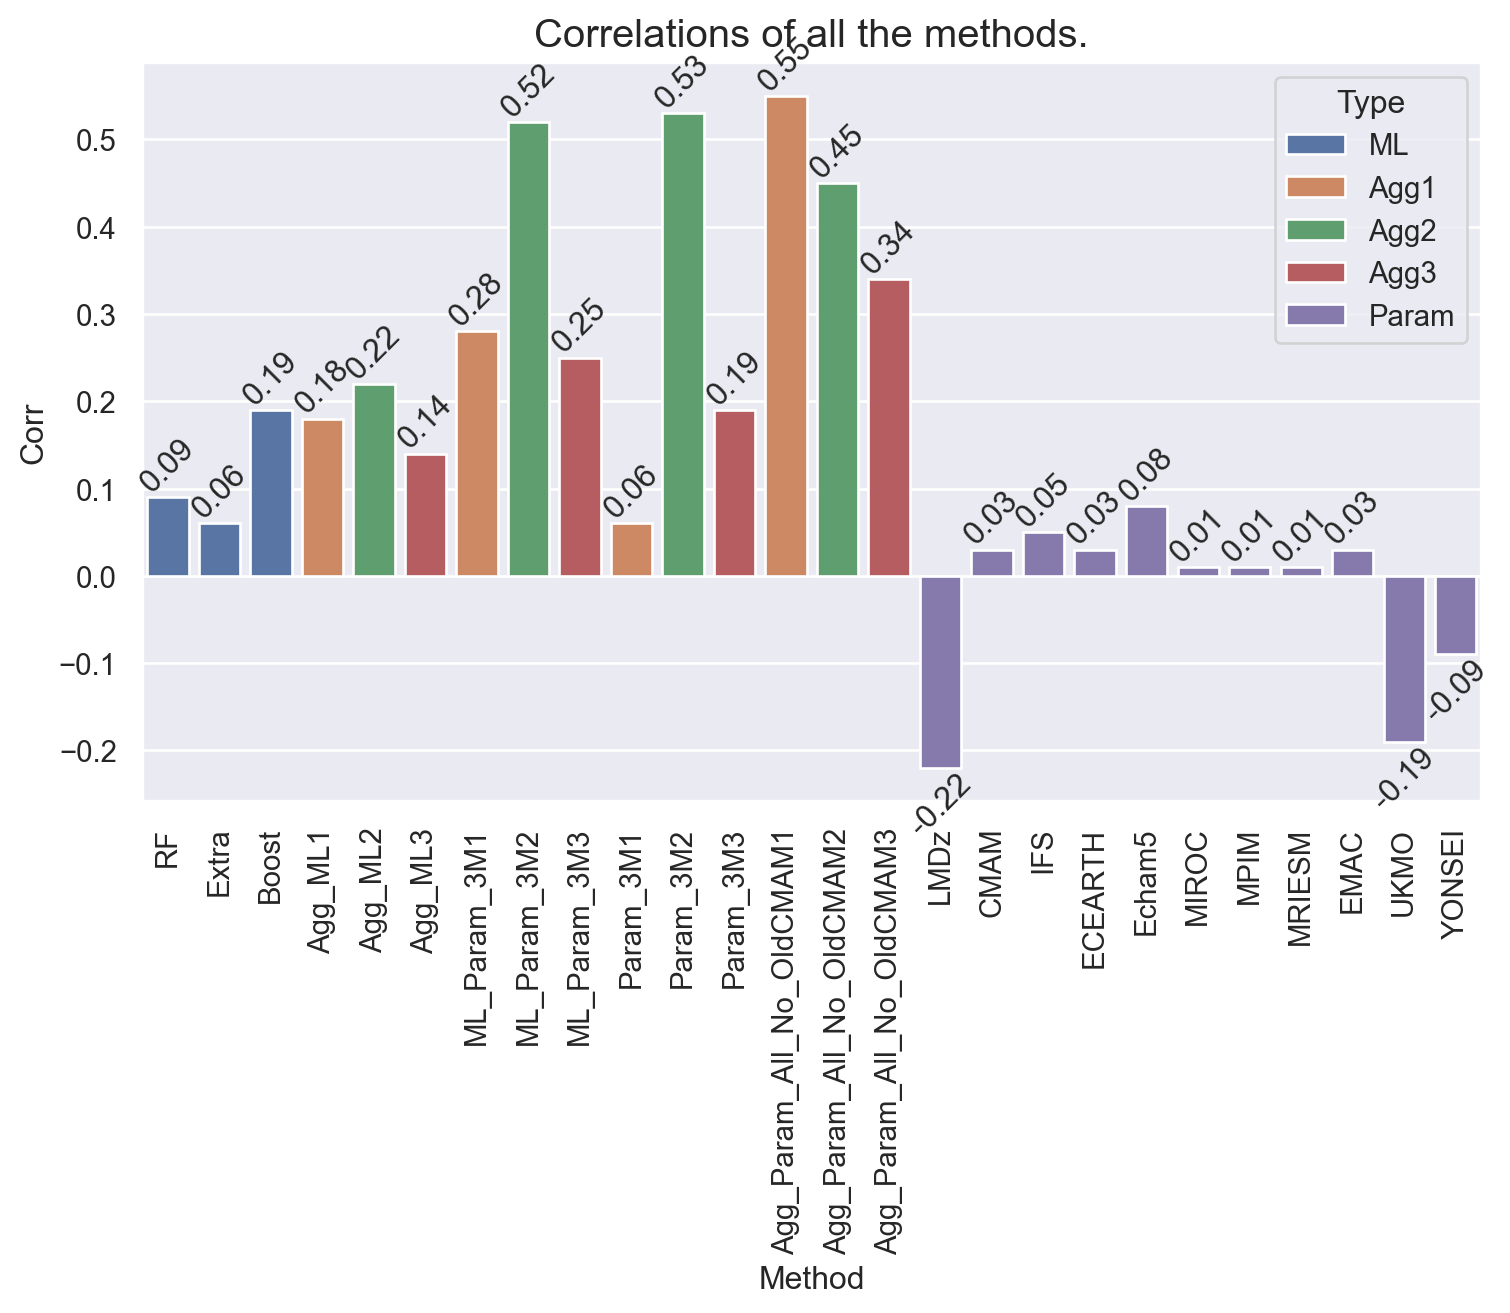 Correlations of all the methods.
Corr
0.5
0.4
0.3
0.2
0.1
0.0
−0.1
−0.2
0.09
0.06
0.19
0.18
0.22
0.14
0.28
0.52
0.25
0.06
0.53
0.19
0.55
0.45
0.34
-0.22
0.03
0.05
0.03
0.08
0.01
0.01
0.01
0.03
-0.19
-0.09
Type
ML
Agg1
Agg2
Agg3
Param
RF
Extra
Boost
Agg_ML1
Agg_ML2
Agg_ML3
ML_Param_3M1
ML_Param_3M2
ML_Param_3M3
Param_3M1
Param_3M2
Param_3M3
Agg_Param_All_No_OldCMAM1
Agg_Param_All_No_OldCMAM2
Agg_Param_All_No_OldCMAM3
LMDz
CMAM
IFS
ECEARTH
Echam5
MIROC
MPIM
MRIESM
EMAC
UKMO
YONSEI
Method